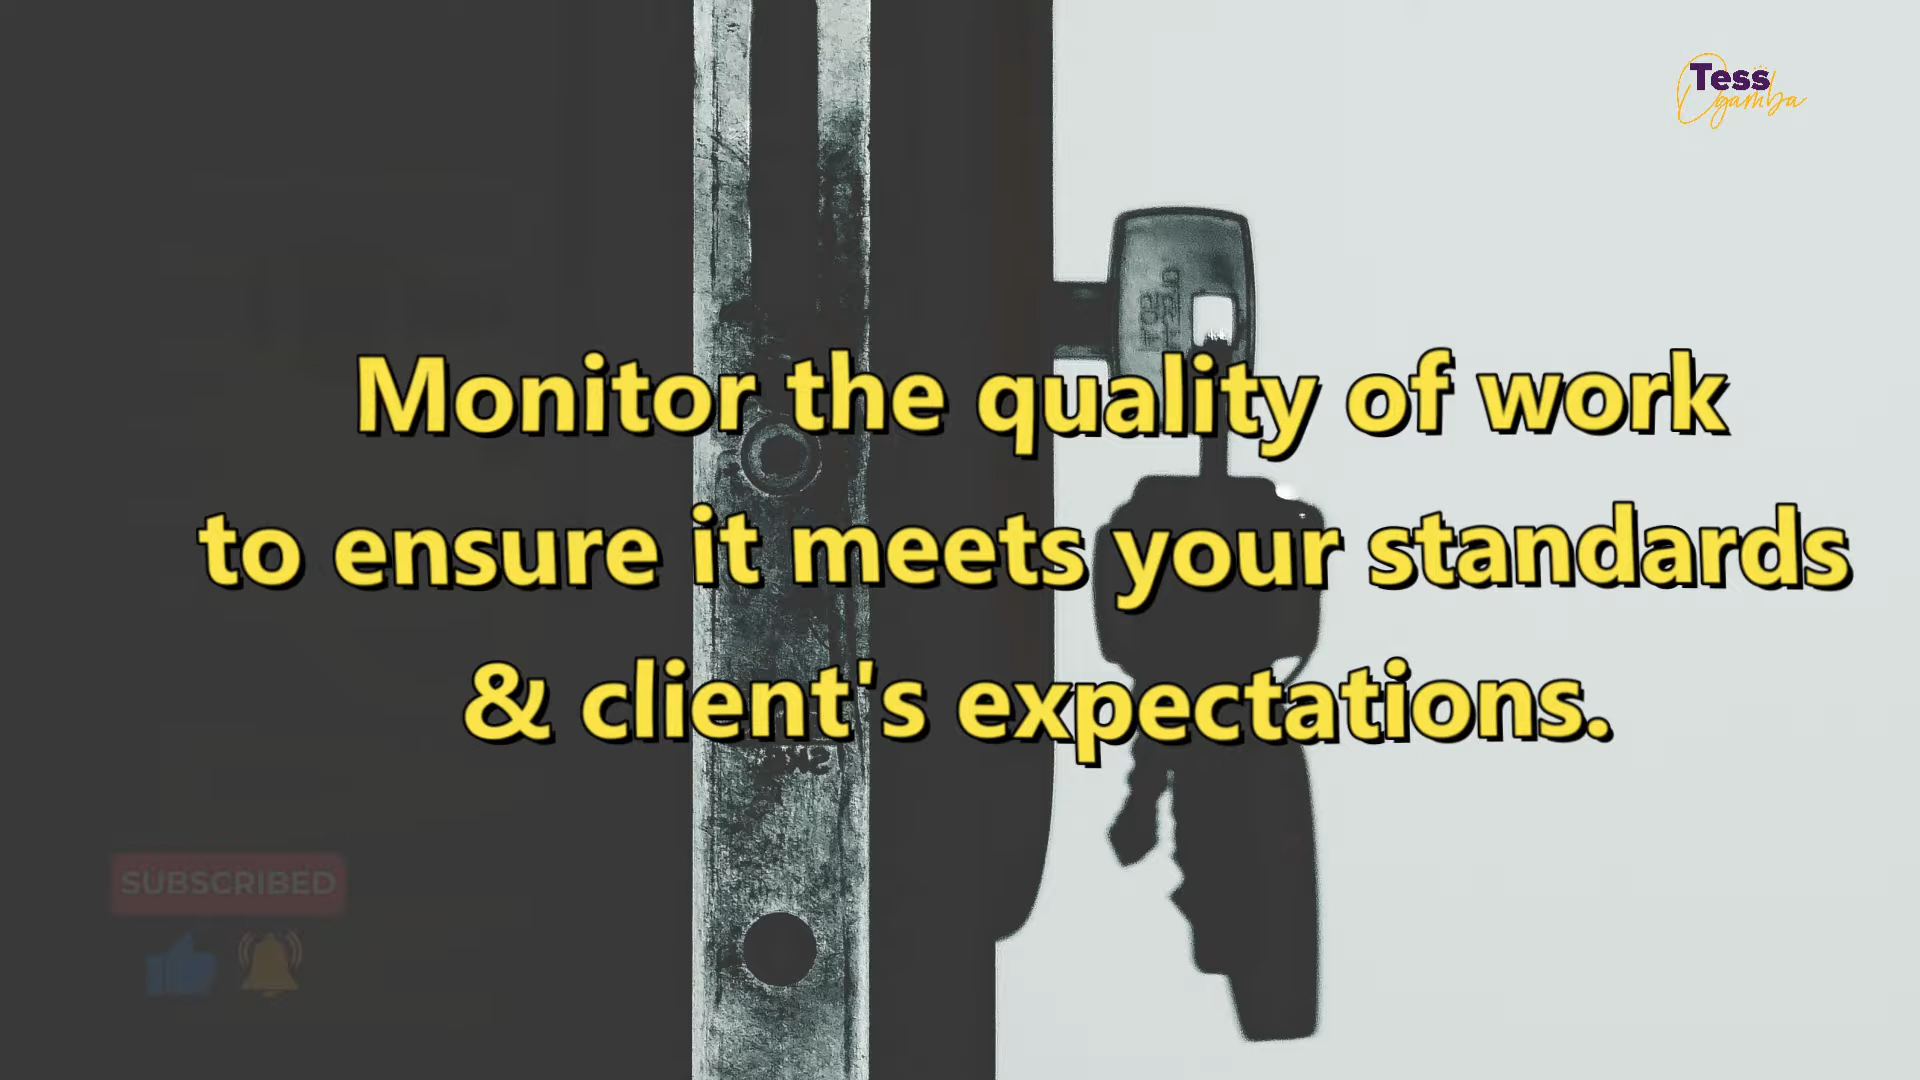 Tess
Ogamba
Monitor the quality of work
to ensure it meets your standards
& client's expectations.
SUBSCRIBED